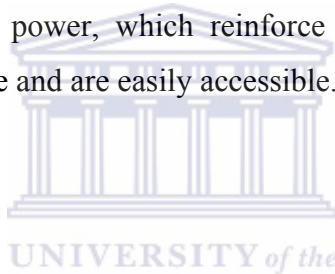 power, which reinforce
e and are easily accessible.
UNIVERSITY of the